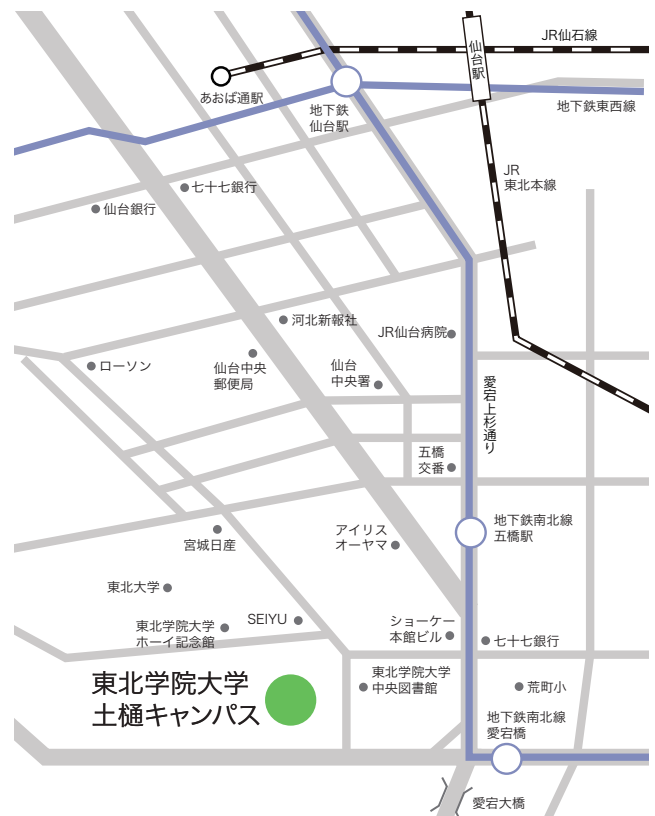 JR仙石線
仙台駅
あおば通駅
地下鉄
仙台駅
地下鉄東西線
JR
東北本線
七十七銀行
仙台銀行
河北新報社
JR仙台病院
ローソン
仙台中央
郵便局
仙台
中央署
愛宕上杉通り
五橋
交番
地下鉄南北線
五橋駅
アイリス
オーヤマ
宮城日産
東北大学
東北学院大学
ホーイ記念館
SEIYU
ショーケー
本館ビル
七十七銀行
東北学院大学
土樋キャンパス
東北学院大学
中央図書館
荒町小
地下鉄南北線
愛宕橋
愛宕大橋